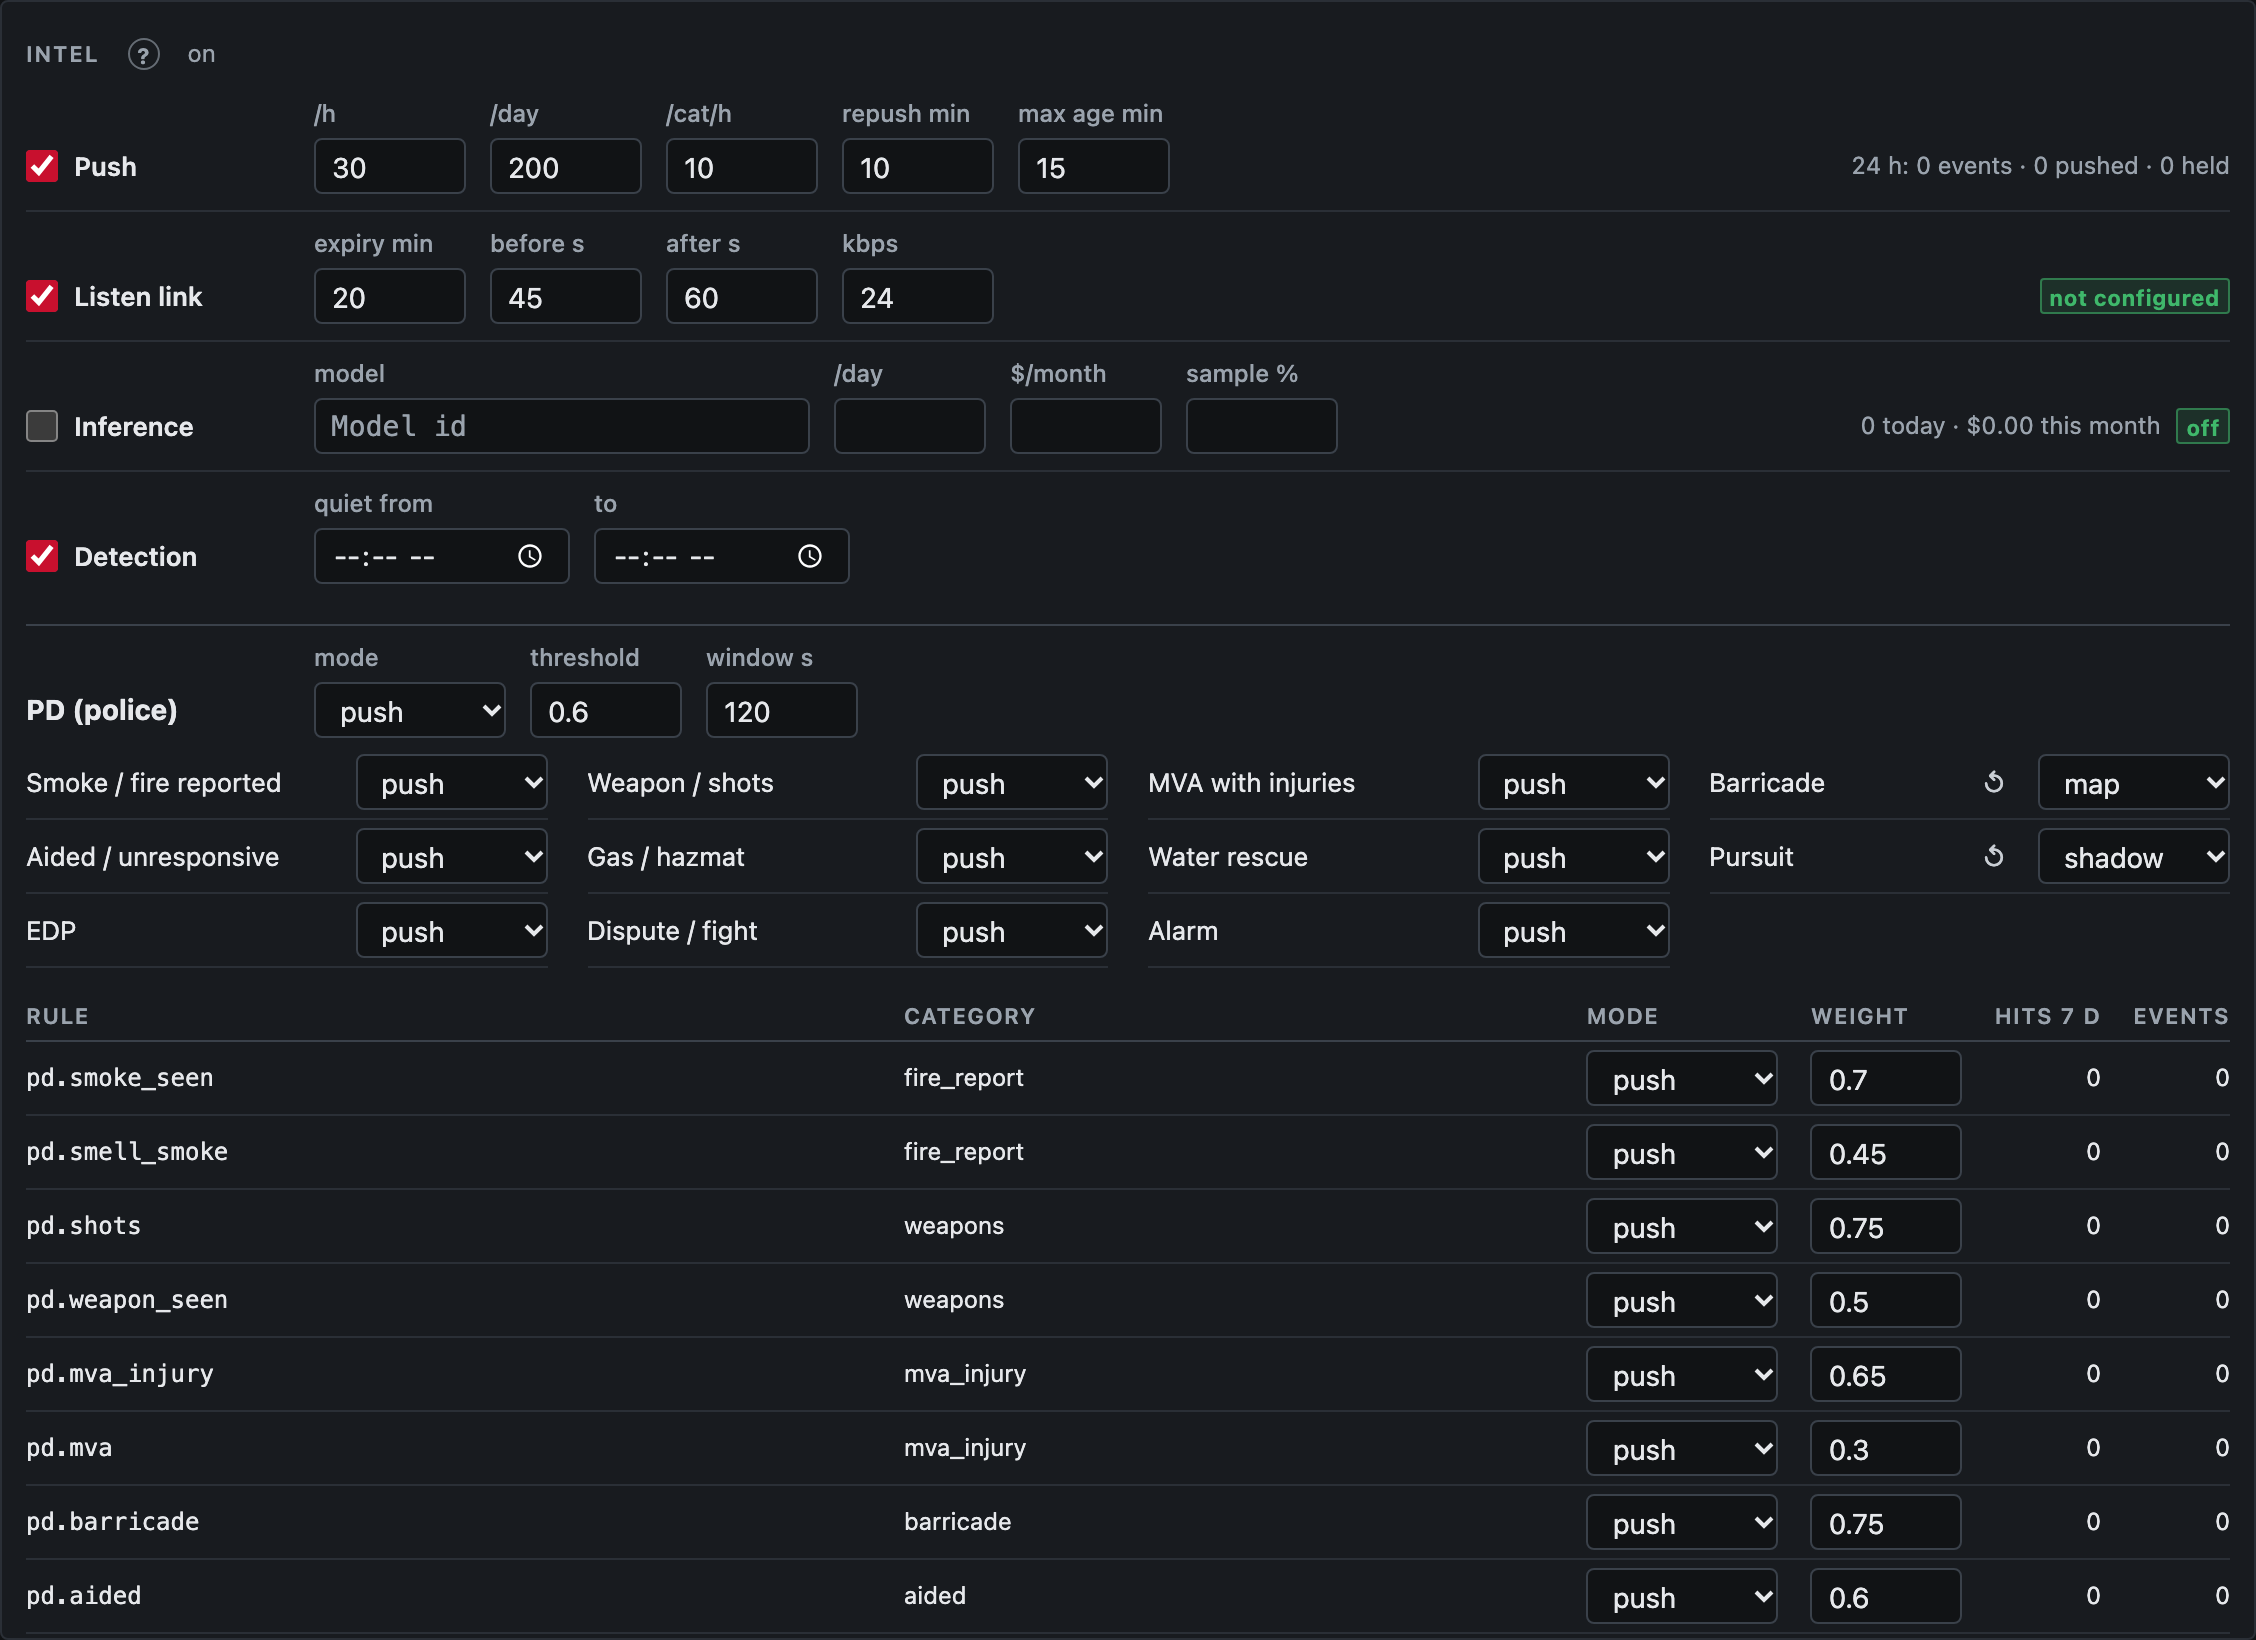 INTEL ? on
/h /day /cat/h repush min max age min
Push 30 200 10 10 15 24 h: 0 events · 0 pushed · 0 held
expiry min before s after s kbps
Listen link 20 45 60 24 not configured
model /day $/month sample %
Inference Model id 0 today · $0.00 this month off
quiet from to
Detection --:-- -- --:-- --
mode threshold window s
PD (police) push 0.6 120
Smoke / fire reported push Weapon / shots push MVA with injuries push Barricade map
Aided / unresponsive push Gas / hazmat push Water rescue push Pursuit shadow
EDP push Dispute / fight push Alarm push
RULE CATEGORY MODE WEIGHT HITS 7 D EVENTS
pd.smoke_seen fire_report push 0.7 0 0
pd.smell_smoke fire_report push 0.45 0 0
pd.shots weapons push 0.75 0 0
pd.weapon_seen weapons push 0.5 0 0
pd.mva_injury mva_injury push 0.65 0 0
pd.mva mva_injury push 0.3 0 0
pd.barricade barricade push 0.75 0 0
pd.aided aided push 0.6 0 0